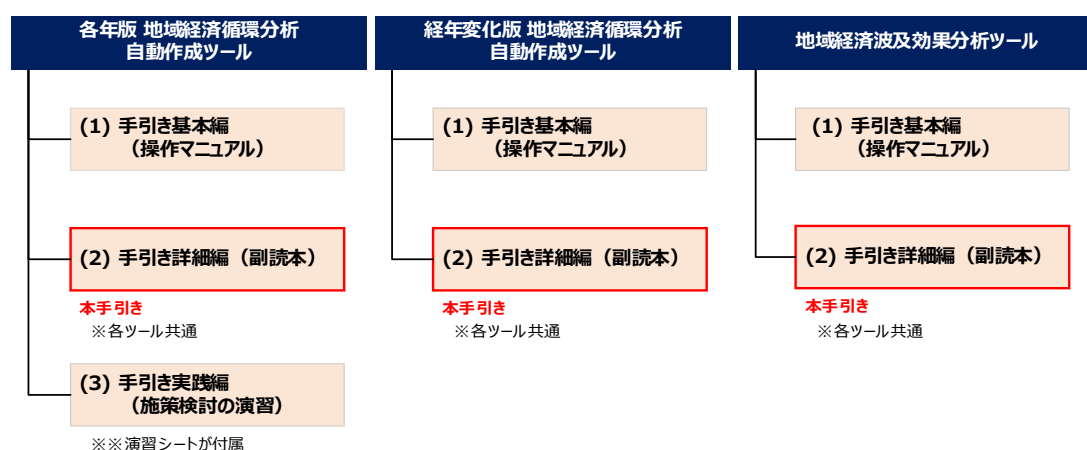 各年版 地域経済循環分析
自動作成ツール
(1) 手引き基本編
（操作マニュアル）
(2) 手引き詳細編（副読本）
本手引き
※各ツール共通
(3) 手引き実践編
（施策検討の演習）
※※演習シートが付属
経年変化版 地域経済循環分析
自動作成ツール
(1) 手引き基本編
（操作マニュアル）
(2) 手引き詳細編（副読本）
本手引き
※各ツール共通
地域経済波及効果分析ツール
(1) 手引き基本編
（操作マニュアル）
(2) 手引き詳細編（副読本）
本手引き
※各ツール共通